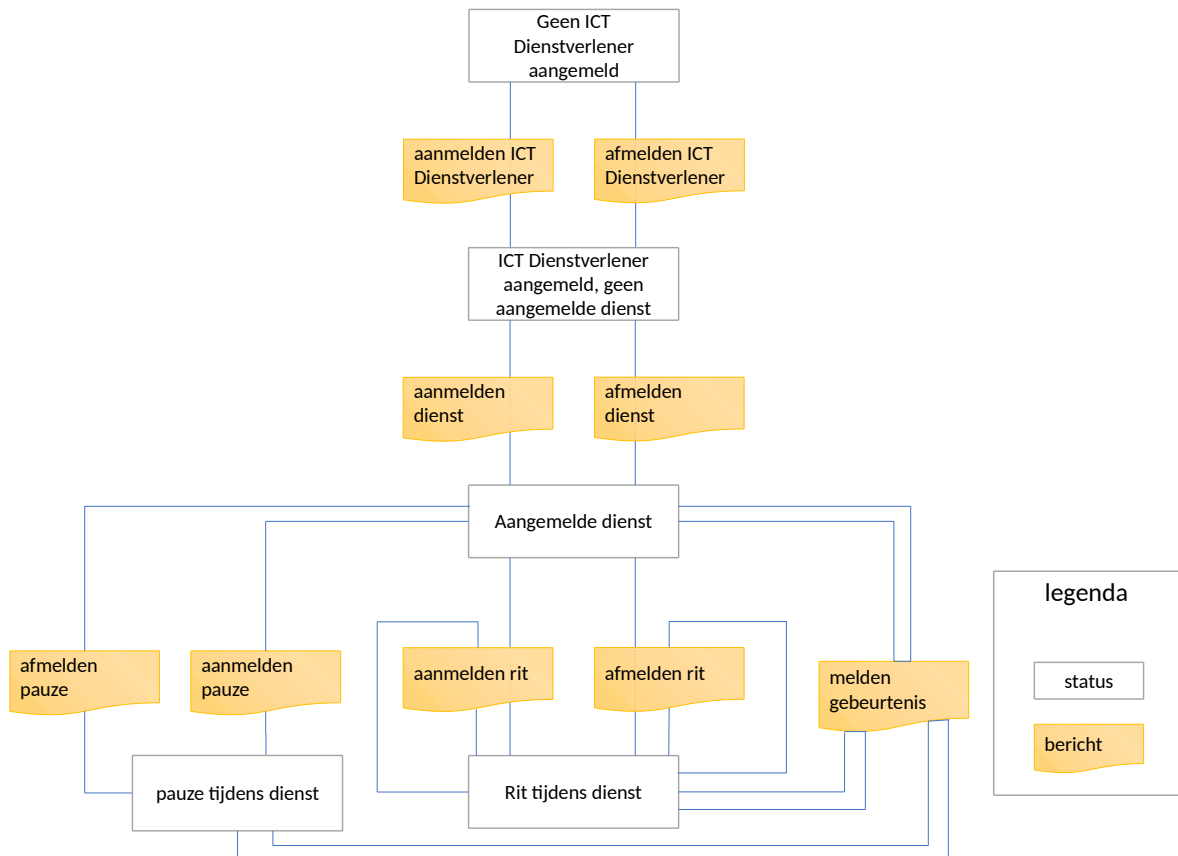 Geen ICT
Dienstverlener
aangemeld
aanmelden ICT
Dienstverlener
afmelden ICT
Dienstverlener
ICT Dienstverlener
aangemeld, geen
aangemelde dienst
aanmelden
dienst
afmelden
dienst
Aangemelde dienst
afmelden
pauze
aanmelden
pauze
aanmelden rit
afmelden rit
melden
gebeurtenis
pauze tijdens dienst
Rit tijdens dienst
legenda
status
bericht